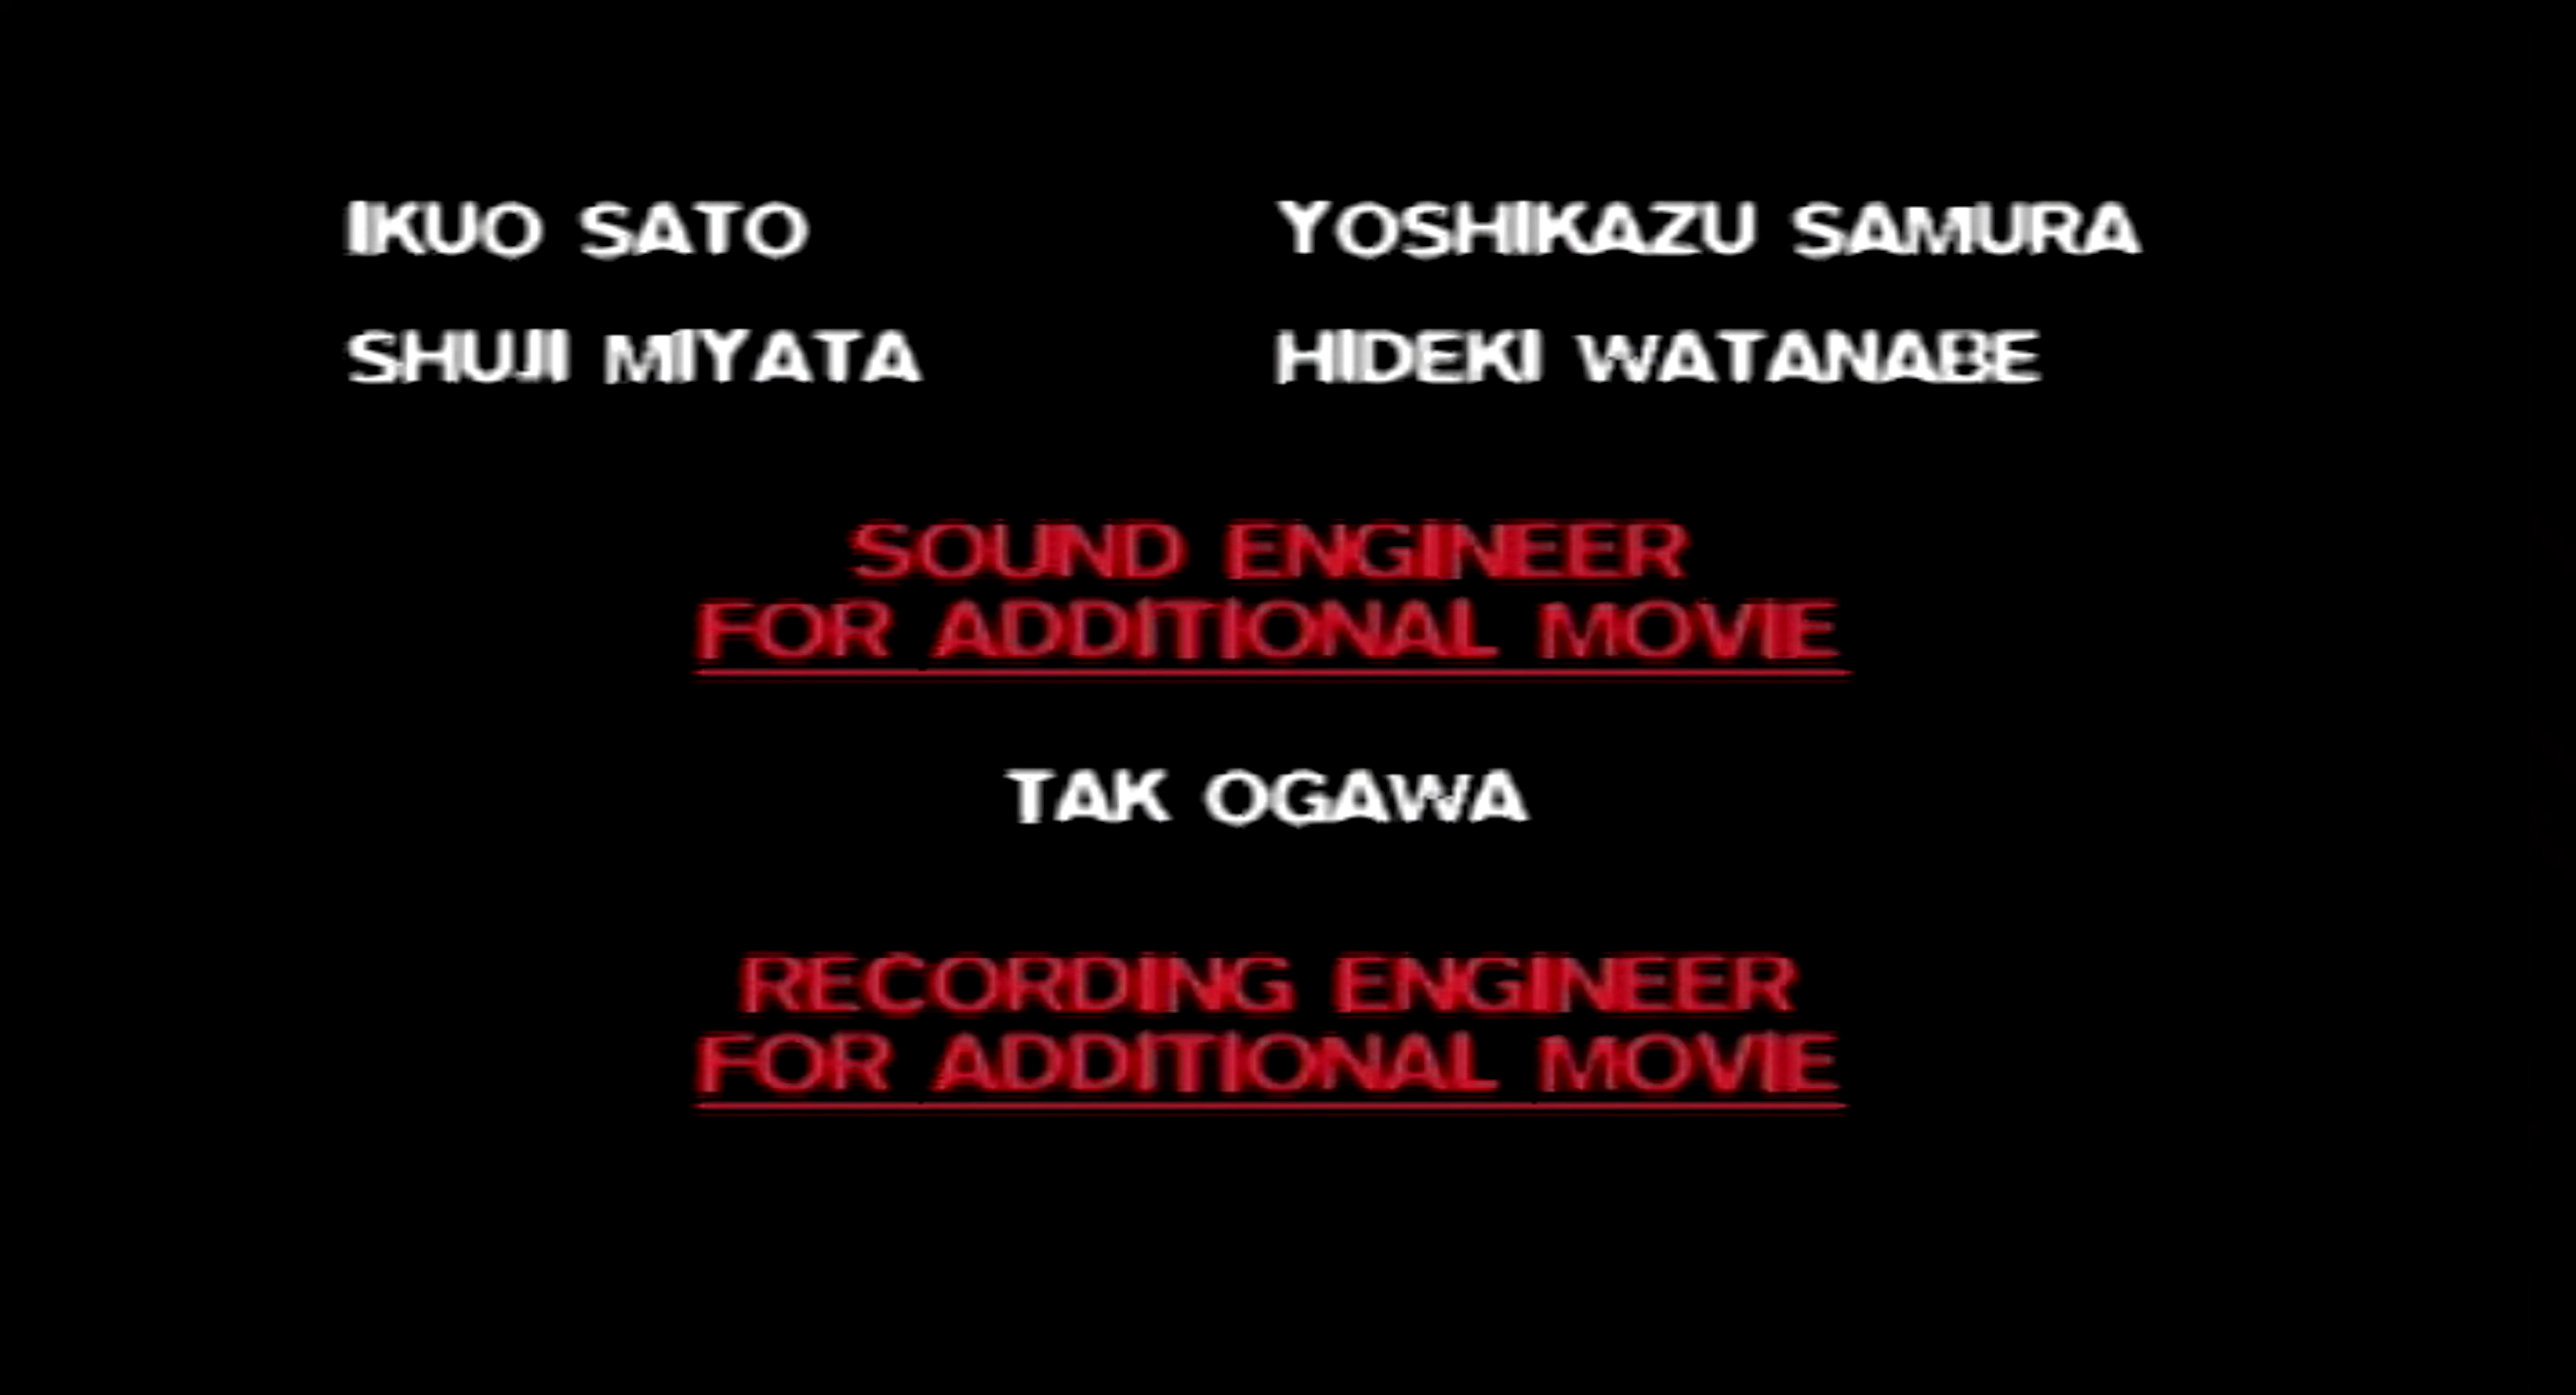 IKUO SATO YOSHIKAZU SAMURA
SHUJI MIYATA HIDEKI WATANABE
SOUND ENGINEER
FOR ADDITIONAL MOVIE
TAK OGAWA
RECORDING ENGINEER
FOR ADDITIONAL MOVIE